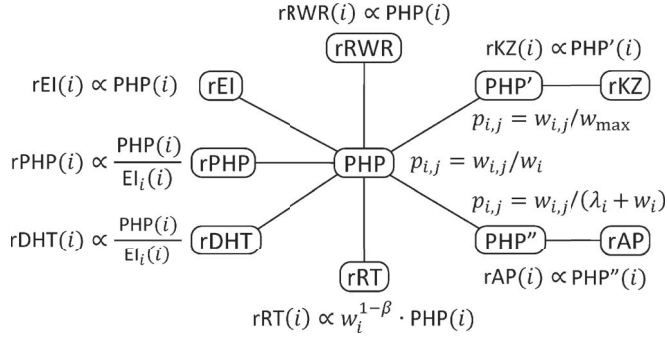 rRWR(i) ∝ PHP(i)
rRWR
rKZ(i) ∝ PHP'(i)
rEI(i) ∝ PHP(i)
rEI
PHP'
rKZ
p_{i,j} = w_{i,j}/w_max
rPHP(i) ∝ PHP(i)/EI_i(i)
rPHP
PHP
p_{i,j} = w_{i,j}/w_i
p_{i,j} = w_{i,j}/(λ_i + w_i)
rDHT(i) ∝ PHP(i)/EI_i(i)
rDHT
PHP"
rAP
rRT
rAP(i) ∝ PHP"(i)
rRT(i) ∝ w_i^{1−β} · PHP(i)